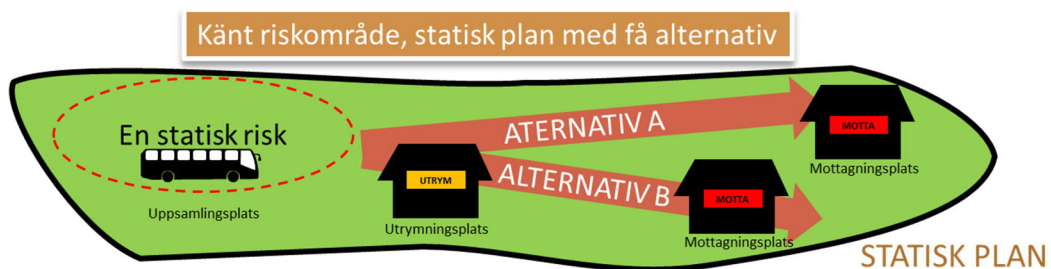 Känt riskområde, statisk plan med få alternativ
En statisk risk
Uppsamlingsplats
UTRYM
Utrymningsplats
ATERNATIV A
ALTERNATIV B
MOTTA
Mottagningsplats
MOTTA
Mottagningsplats
STATISK PLAN